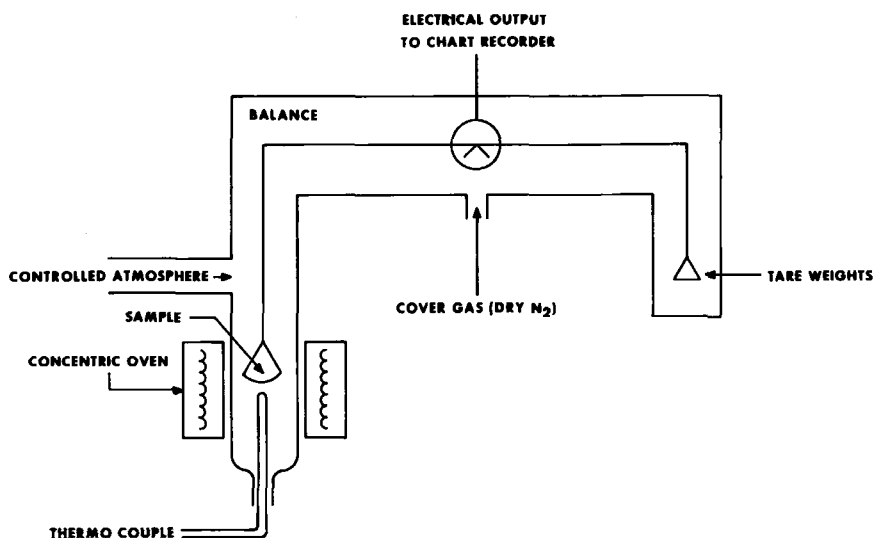 ELECTRICAL OUTPUT
TO CHART RECORDER
BALANCE
CONTROLLED ATMOSPHERE
SAMPLE
CONCENTRIC OVEN
COVER GAS (DRY N₂)
TARE WEIGHTS
THERMO COUPLE